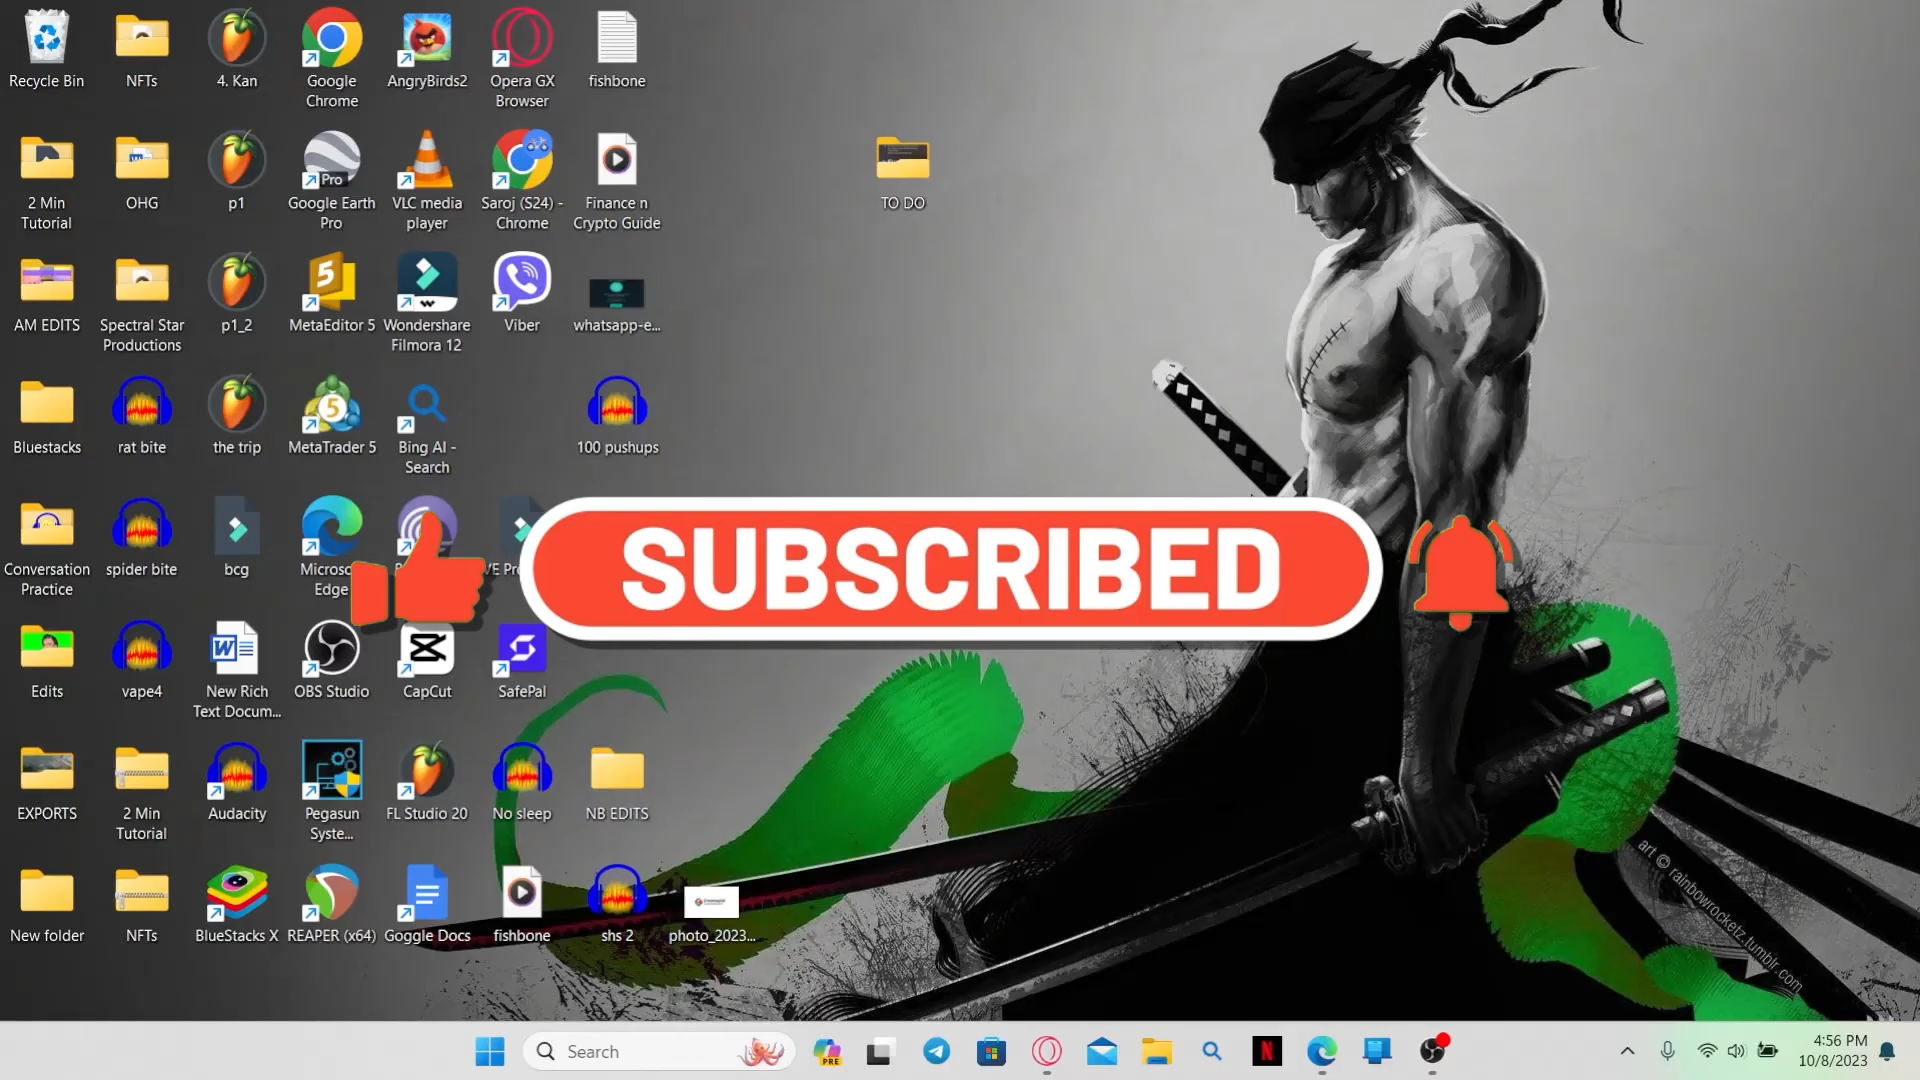 Recycle Bin
NFTs
4. Kan
Google
Chrome
AngryBirds2
Opera GX
Browser
fishbone
2 Min
Tutorial
OHG
p1
Pro
Google Earth
Pro
VLC media
player
Saroj (S24) -
Chrome
Finance n
Crypto Guide
TO DO
AM EDITS
Spectral Star
Productions
p1_2
5
MetaEditor 5
Wondershare
Filmora 12
Viber
whatsapp-e...
Bluestacks
rat bite
the trip
5
MetaTrader 5
Bing AI -
Search
100 pushups
Conversation
Practice
spider bite
bcg
Edge
SUBSCRIBED
Edits
vape4
W
New Rich
Text Docum...
OBS Studio
CapCut
SafePal
EXPORTS
2 Min
Tutorial
Audacity
Pegasun
Syste...
FL Studio 20
No sleep
NB EDITS
New folder
NFTs
BlueStacks X
REAPER (x64)
Goggle Docs
fishbone
shs 2
photo_2023...
art © rainbowrocketz.tumblr.com
Search
PRE
N
4:56 PM
10/8/2023